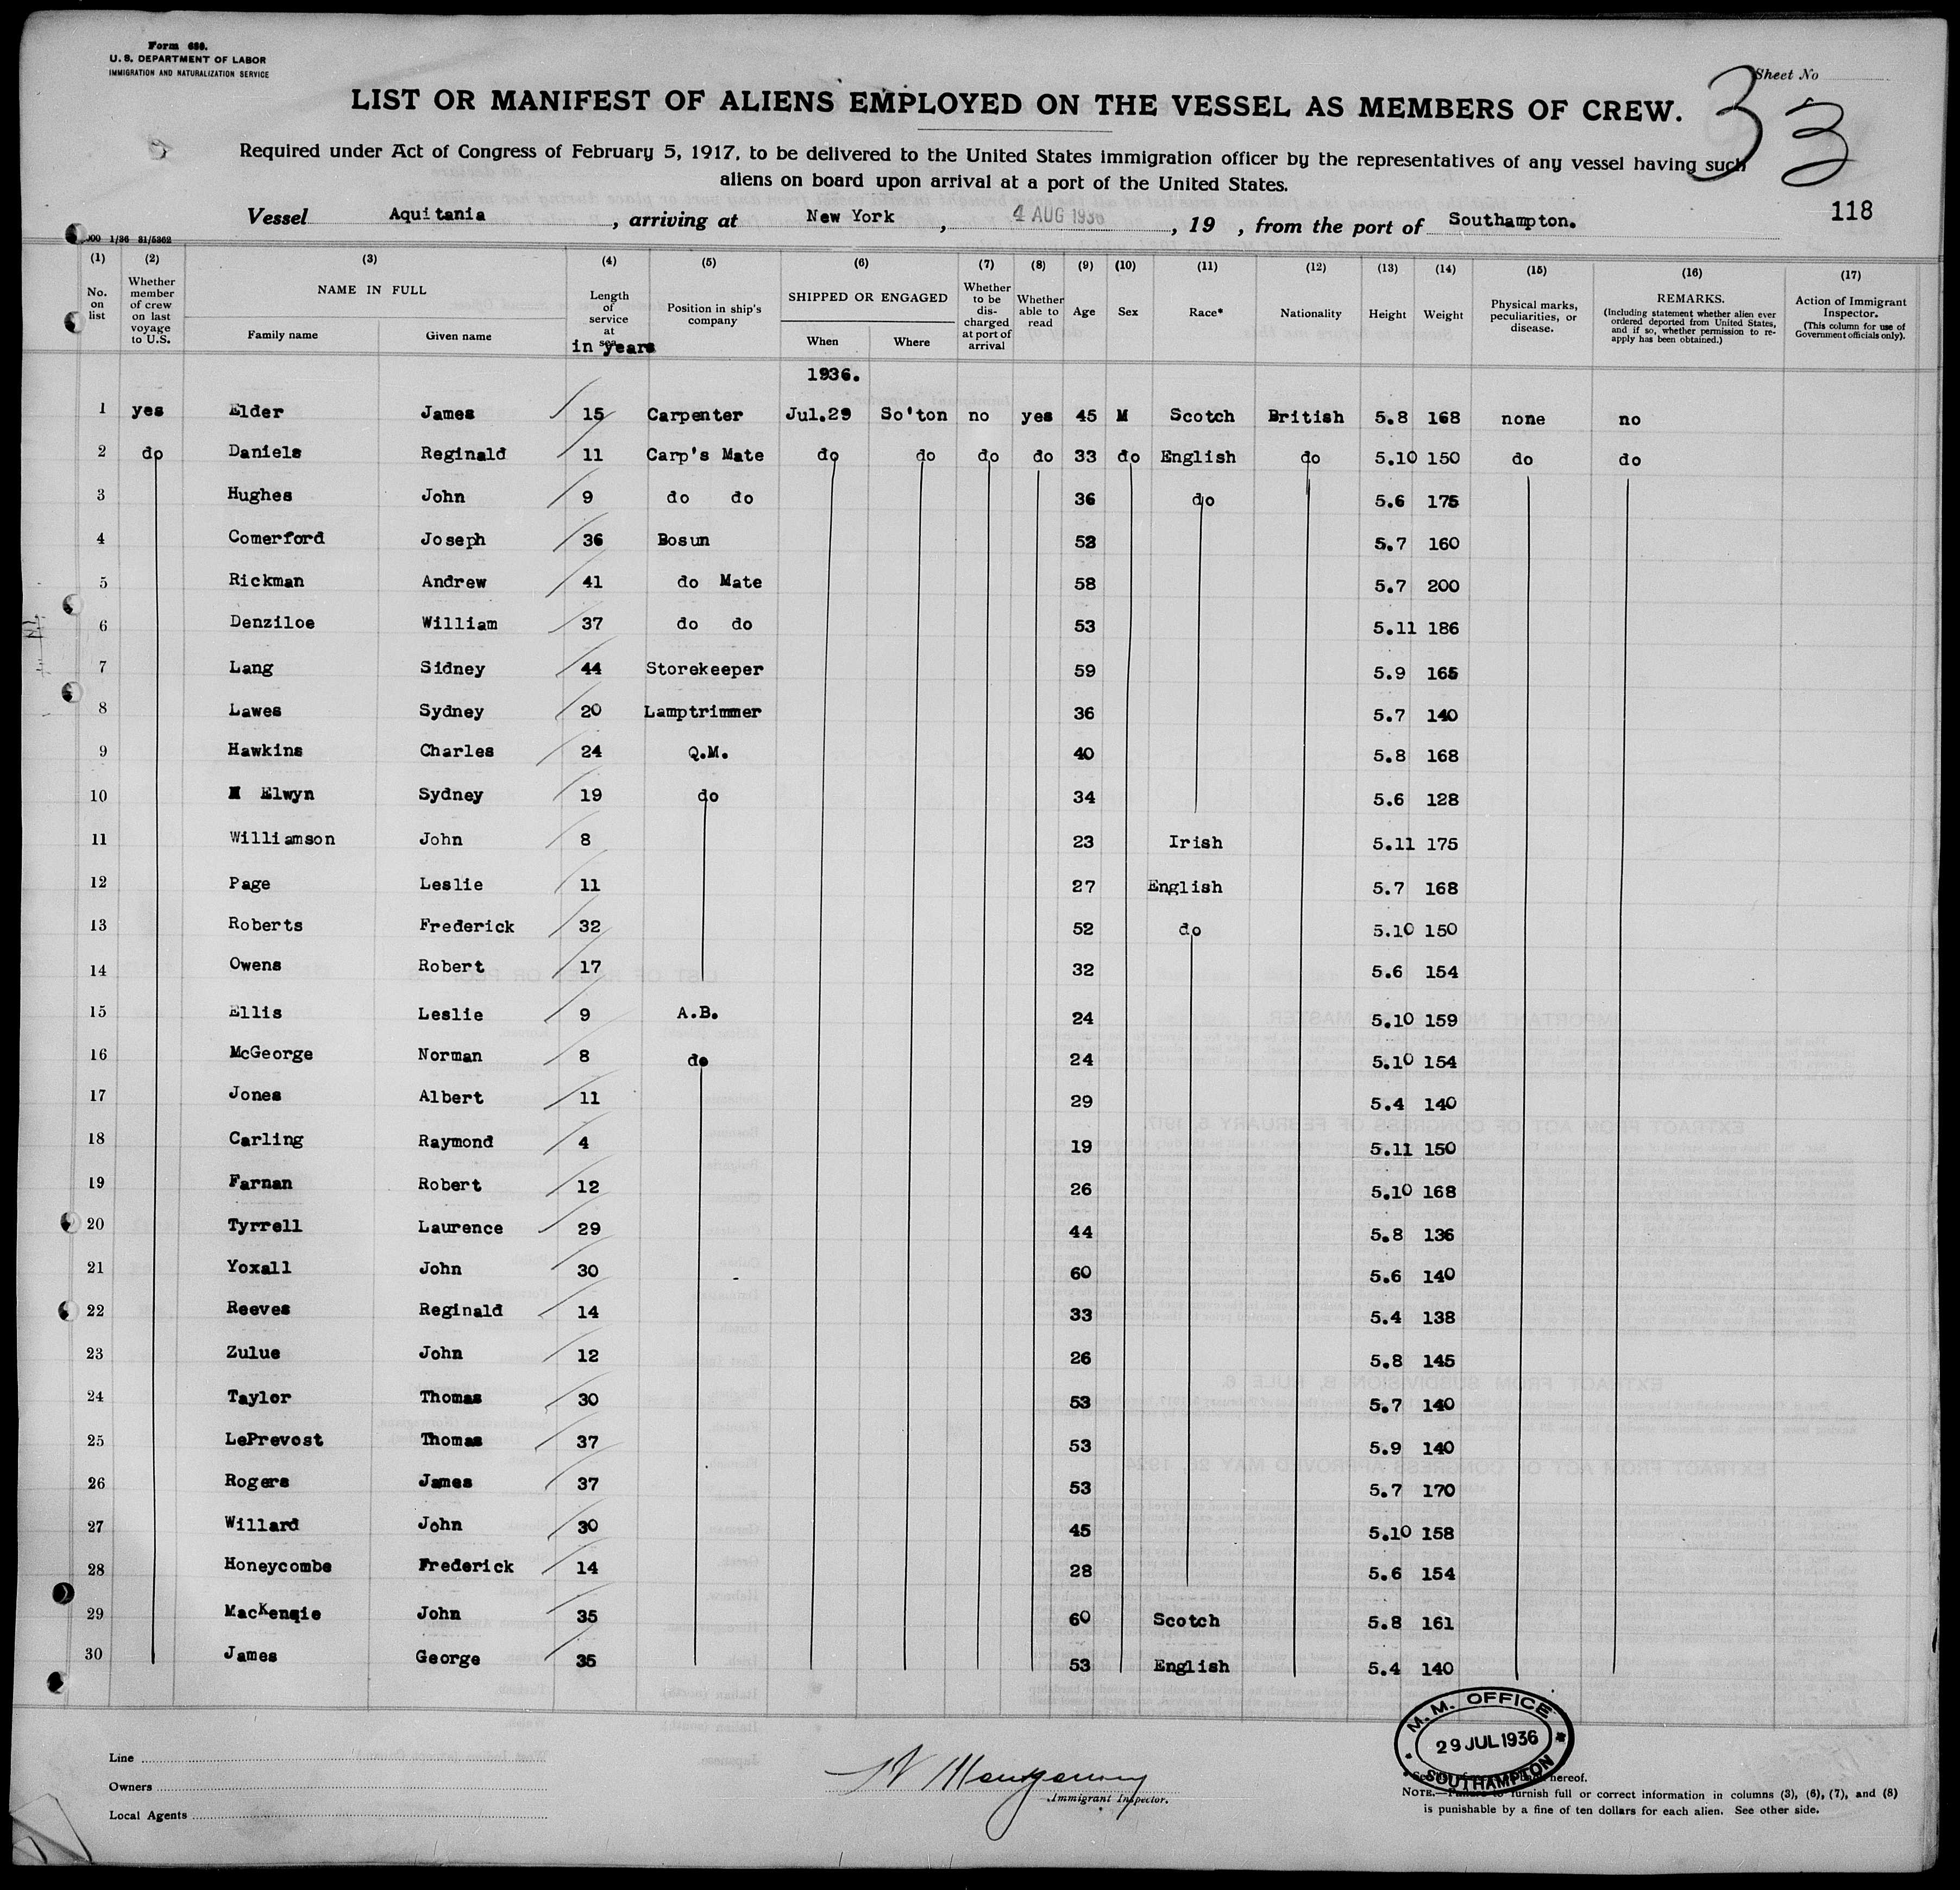 Form 689.
U. S. DEPARTMENT OF LABOR
IMMIGRATION AND NATURALIZATION SERVICE
Sheet No
33
LIST OR MANIFEST OF ALIENS EMPLOYED ON THE VESSEL AS MEMBERS OF CREW.
Required under Act of Congress of February 5, 1917, to be delivered to the United States immigration officer by the representatives of any vessel having such
aliens on board upon arrival at a port of the United States.
Vessel Aquitania, arriving at New York, 4 AUG 1936, 19 , from the port of Southampton. 118
1/36 31/5362
(1) (2) (3) (4) (5) (6) (7) (8) (9) (10) (11) (12) (13) (14) (15) (16) (17)
No. on list
Whether member of crew on last voyage to U.S.
NAME IN FULL
Family name
Given name
Length of service at sea
in years
Position in ship's company
SHIPPED OR ENGAGED
When
Where
Whether to be dis-charged at port of arrival
Whether able to read
Age
Sex
Race*
Nationality
Height
Weight
Physical marks, peculiarities, or disease.
REMARKS.
(Including statement whether alien ever ordered deported from United States, and if so, whether permission to re-apply has been obtained.)
Action of Immigrant Inspector.
(This column for use of Government officials only).
1936.
1 yes Elder James 15 Carpenter Jul.29 So'ton no yes 45 M Scotch British 5.8 168 none no
2 do Daniels Reginald 11 Carp's Mate do do do do 33 do English do 5.10 150 do do
3 Hughes John 9 do do 36 do 5.6 175
4 Comerford Joseph 36 Bosun 52 5.7 160
5 Rickman Andrew 41 do Mate 58 5.7 200
6 Denziloe William 37 do do 53 5.11 186
7 Lang Sidney 44 Storekeeper 59 5.9 165
8 Lawes Sydney 20 Lamptrimmer 36 5.7 140
9 Hawkins Charles 24 Q.M. 40 5.8 168
10 Elwyn Sydney 19 do 34 5.6 128
11 Williamson John 8 23 Irish 5.11 175
12 Page Leslie 11 27 English 5.7 168
13 Roberts Frederick 32 52 do 5.10 150
14 Owens Robert 17 32 5.6 154
15 Ellis Leslie 9 A.B. 24 5.10 159
16 McGeorge Norman 8 do 24 5.10 154
17 Jones Albert 11 29 5.4 140
18 Carling Raymond 4 19 5.11 150
19 Farnan Robert 12 26 5.10 168
20 Tyrrell Laurence 29 44 5.8 136
21 Yoxall John 30 60 5.6 140
22 Reeves Reginald 14 33 5.4 138
23 Zulue John 12 26 5.8 145
24 Taylor Thomas 30 53 5.7 140
25 LePrevost Thomas 37 53 5.9 140
26 Rogers James 37 53 5.7 170
27 Willard John 30 45 5.10 158
28 Honeycombe Frederick 14 28 5.6 154
29 MacKenzie John 35 60 Scotch 5.8 161
30 James George 35 53 English 5.4 140
M. M. OFFICE
29 JUL 1936
SOUTHAMPTON
Line
Owners
Local Agents
Montgomery
Immigrant Inspector.
hereof.
NOTE.—Failure to furnish full or correct information in columns (3), (6), (7), and (8)
is punishable by a fine of ten dollars for each alien. See other side.